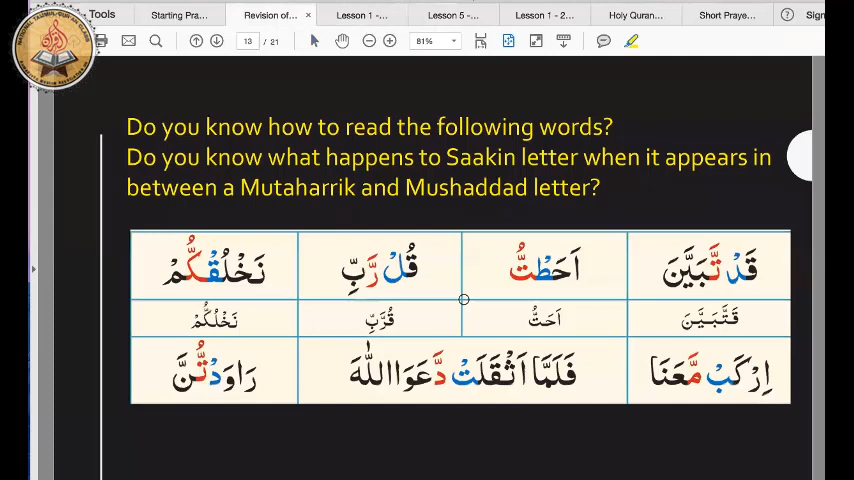 Tools
Starting Pra...
Revision of... ×
Lesson 1 -...
Lesson 5 -...
Lesson 1 - 2...
Holy Quran...
Short Praye...
Sign
13 / 21
81%
Do you know how to read the following words?
Do you know what happens to Saakin letter when it appears in
between a Mutaharrik and Mushaddad letter?
قَدْ تَّبَيَّنَ اَحَطْتُّ قُلْ رَّبِّ نَخْلُقْكُّمْ
قَتَّبَيَّنَ اَحَتُّ قُرَّبِّ نَخْلُكُّمْ
اِرْكَبْ مَّعَنَا فَلَمَّا اَثْقَلَتْ دَّعَوَا اللّٰهَ رَاوَدْتُّنَّ